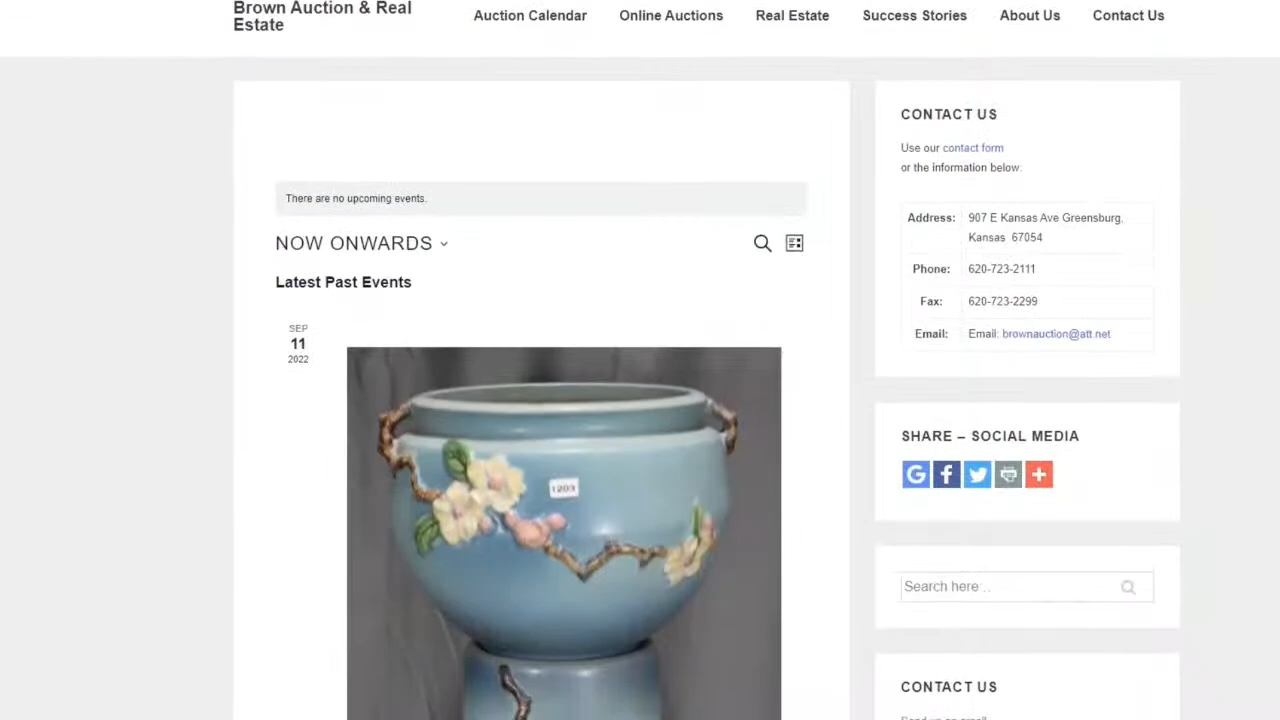 Brown Auction & Real
Estate
Auction Calendar
Online Auctions
Real Estate
Success Stories
About Us
Contact Us
There are no upcoming events.
NOW ONWARDS
Latest Past Events
SEP
11
2022
1203
CONTACT US
Use our contact form
or the information below:
Address: 907 E Kansas Ave Greensburg,
Kansas 67054
Phone: 620-723-2111
Fax: 620-723-2299
Email: Email: brownauction@att.net
SHARE – SOCIAL MEDIA
Search here...
CONTACT US